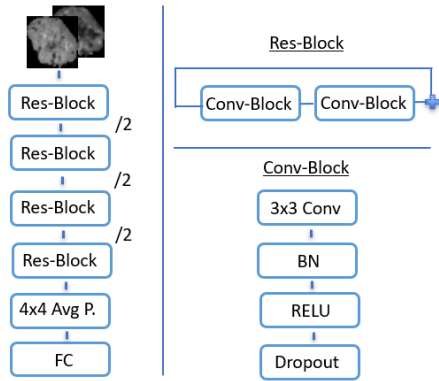 Res-Block
/2
Res-Block
/2
Res-Block
/2
Res-Block
4x4 Avg P.
FC
Res-Block
Conv-Block
Conv-Block
Conv-Block
3x3 Conv
BN
RELU
Dropout